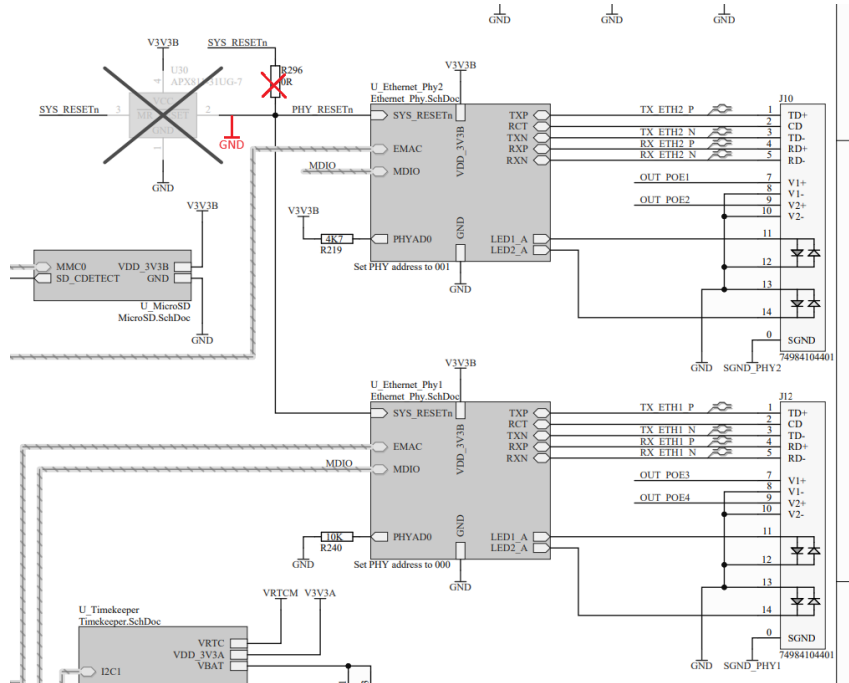 GND
GND
GND
V3V3B
SYS_RESETn
U30
R296
0R
V3V3B
VCC
SYS_RESETn
3
2
PHY_RESETn
GND
GND
1
4
GND
U_Ethernet_Phy2
Ethernet_Phy.SchDoc
SYS_RESETn
EMAC
MDIO
MDIO
VDD_3V3B
GND
TXP
RCT
TXN
RXP
RXN
PHYAD0
LED1_A
LED2_A
V3V3B
4K7
R219
Set PHY address to 001
GND
TX_ETH2_P
TX_ETH2_N
RX_ETH2_P
RX_ETH2_N
OUT_POE1
OUT_POE2
J10
1 TD+
2 CD
3 TD-
4 RD+
5 RD-
7 V1+
8 V1-
9 V2+
10 V2-
11
12
13
14
0 SGND
GND
SGND_PHY2
74984104401
V3V3B
MMC0
SD_CDETECT
VDD_3V3B
GND
U_MicroSD
MicroSD.SchDoc
GND
V3V3B
U_Ethernet_Phy1
Ethernet_Phy.SchDoc
SYS_RESETn
EMAC
MDIO
MDIO
VDD_3V3B
GND
TXP
RCT
TXN
RXP
RXN
PHYAD0
LED1_A
LED2_A
10K
R240
GND
Set PHY address to 000
GND
TX_ETH1_P
TX_ETH1_N
RX_ETH1_P
RX_ETH1_N
OUT_POE3
OUT_POE4
J12
1 TD+
2 CD
3 TD-
4 RD+
5 RD-
7 V1+
8 V1-
9 V2+
10 V2-
11
12
13
14
0 SGND
GND
SGND_PHY1
74984104401
VRTCM
V3V3A
U_Timekeeper
Timekeeper.SchDoc
VRTC
VDD_3V3A
VBAT
I2C1